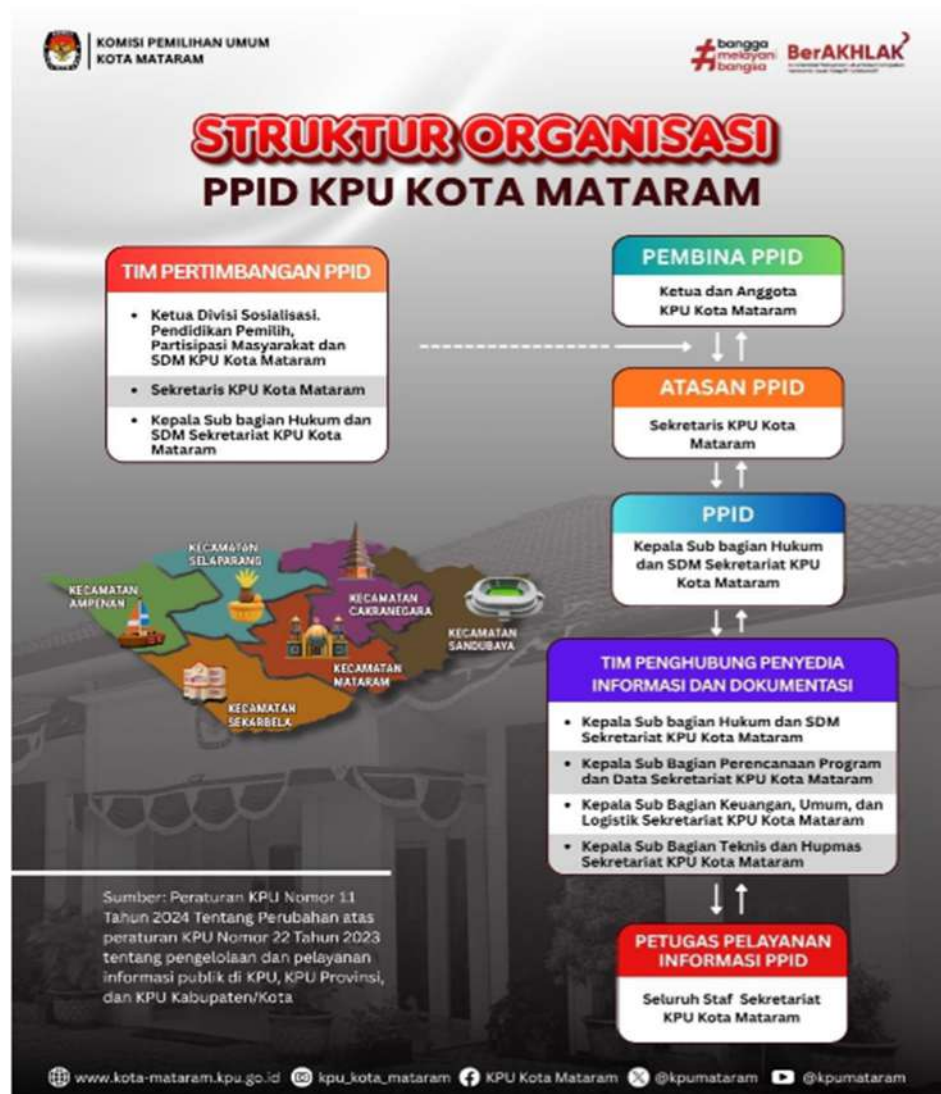 KOMISI PEMILIHAN UMUM
KOTA MATARAM
#bangga
melayani
bangsa
BerAKHLAK
STRUKTUR ORGANISASI
PPID KPU KOTA MATARAM
TIM PERTIMBANGAN PPID
• Ketua Divisi Sosialisasi.
Pendidikan Pemilih,
Partisipasi Masyarakat dan
SDM KPU Kota Mataram
• Sekretaris KPU Kota Mataram
• Kepala Sub bagian Hukum dan
SDM Sekretariat KPU Kota
Mataram
PEMBINA PPID
Ketua dan Anggota
KPU Kota Mataram
ATASAN PPID
Sekretaris KPU Kota
Mataram
PPID
Kepala Sub bagian Hukum
dan SDM Sekretariat KPU
Kota Mataram
TIM PENGHUBUNG PENYEDIA
INFORMASI DAN DOKUMENTASI
• Kepala Sub bagian Hukum dan SDM
Sekretariat KPU Kota Mataram
• Kepala Sub Bagian Perencanaan Program
dan Data Sekretariat KPU Kota Mataram
• Kepala Sub Bagian Keuangan, Umum, dan
Logistik Sekretariat KPU Kota Mataram
• Kepala Sub Bagian Teknis dan Hupmas
Sekretariat KPU Kota Mataram
PETUGAS PELAYANAN
INFORMASI PPID
Seluruh Staf Sekretariat
KPU Kota Mataram
KECAMATAN
AMPENAN
KECAMATAN
SELAPARANG
KECAMATAN
CAKRANEGARA
KECAMATAN
SANDUBAYA
KECAMATAN
MATARAM
KECAMATAN
SEKARBELA
Sumber: Peraturan KPU Nomor 11
Tahun 2024 Tentang Perubahan atas
peraturan KPU Nomor 22 Tahun 2023
tentang pengelolaan dan pelayanan
informasi publik di KPU, KPU Provinsi,
dan KPU Kabupaten/Kota
www.kota-mataram.kpu.go.id kpu_kota_mataram KPU Kota Mataram @kpumataram @kpumataram